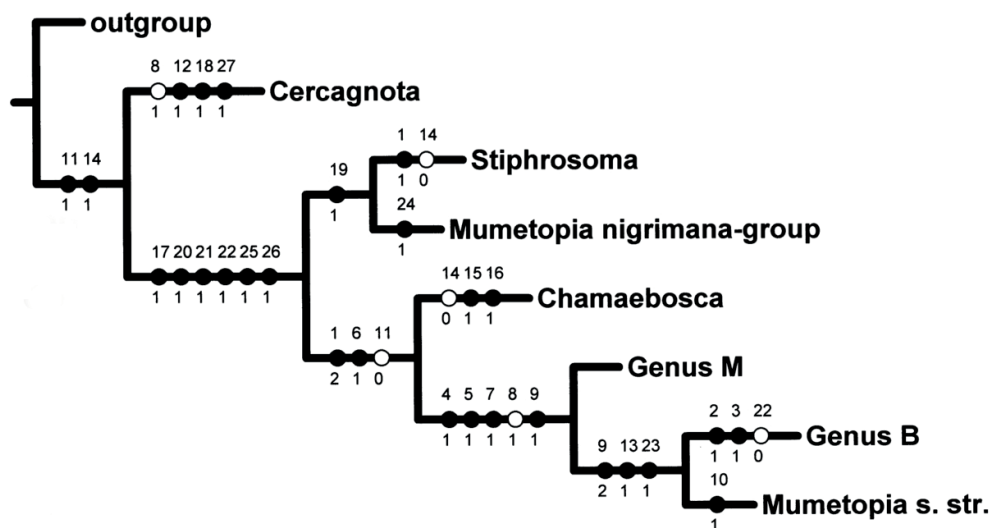 outgroup
8 12 18 27
Cercagnota
1 1 1 1
1 14
Stiphrosoma
11 14
19
1 0
1 1
1
24
Mumetopia nigrimana-group
1
17 20 21 22 25 26
14 15 16
Chamaebosca
1 1 1 1 1 1
0 1 1
1 6 11
2 1 0
Genus M
4 5 7 8 9
1 1 1 1 1
2 3 22
Genus B
9 13 23
1 1 0
2 1 1
10
Mumetopia s. str.
1